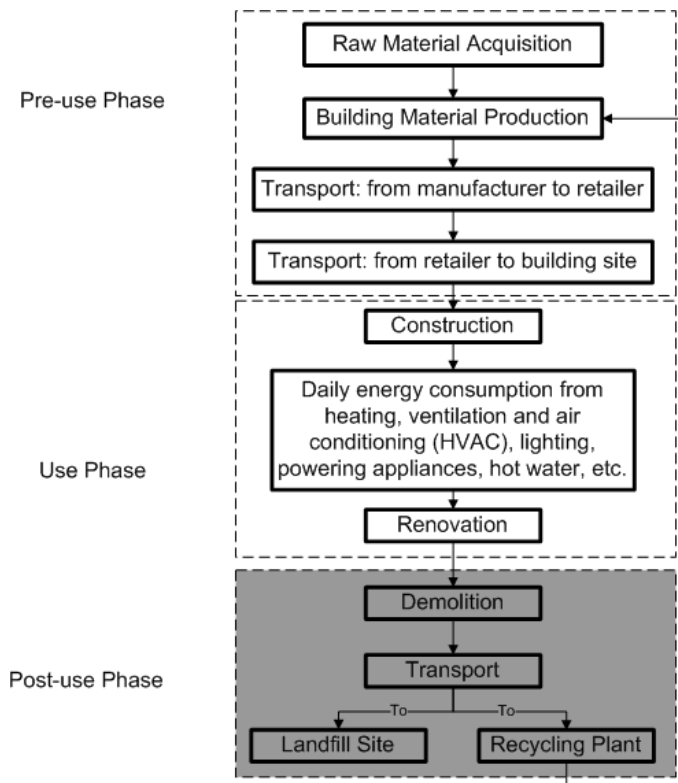 Pre-use Phase
Raw Material Acquisition
Building Material Production
Transport: from manufacturer to retailer
Transport: from retailer to building site
Use Phase
Construction
Daily energy consumption from
heating, ventilation and air
conditioning (HVAC), lighting,
powering appliances, hot water, etc.
Renovation
Post-use Phase
Demolition
Transport
To
To
Landfill Site
Recycling Plant